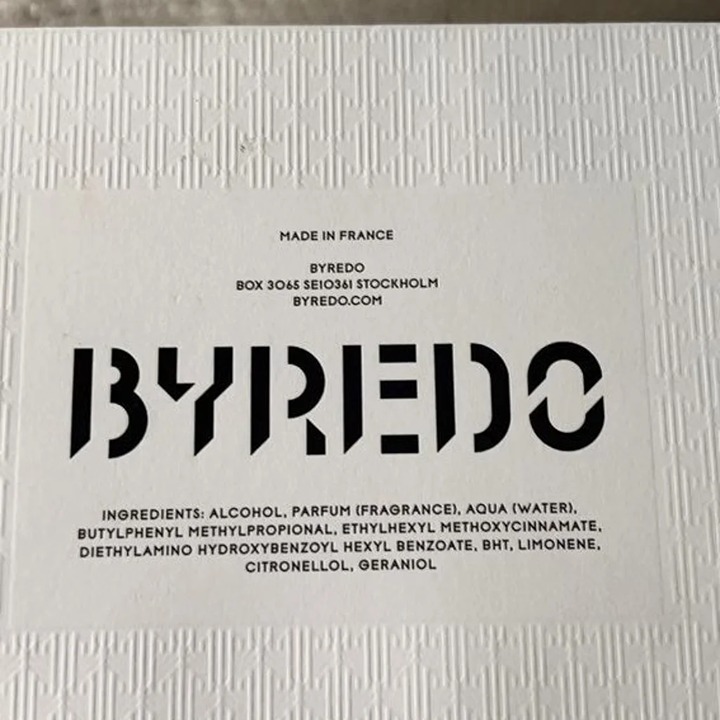 MADE IN FRANCE
BYREDO
BOX 3065 SE10361 STOCKHOLM
BYREDO.COM
BYREDO
INGREDIENTS: ALCOHOL, PARFUM (FRAGRANCE), AQUA (WATER),
BUTYLPHENYL METHYLPROPIONAL, ETHYLHEXYL METHOXYCINNAMATE,
DIETHYLAMINO HYDROXYBENZOYL HEXYL BENZOATE, BHT, LIMONENE,
CITRONELLOL, GERANIOL